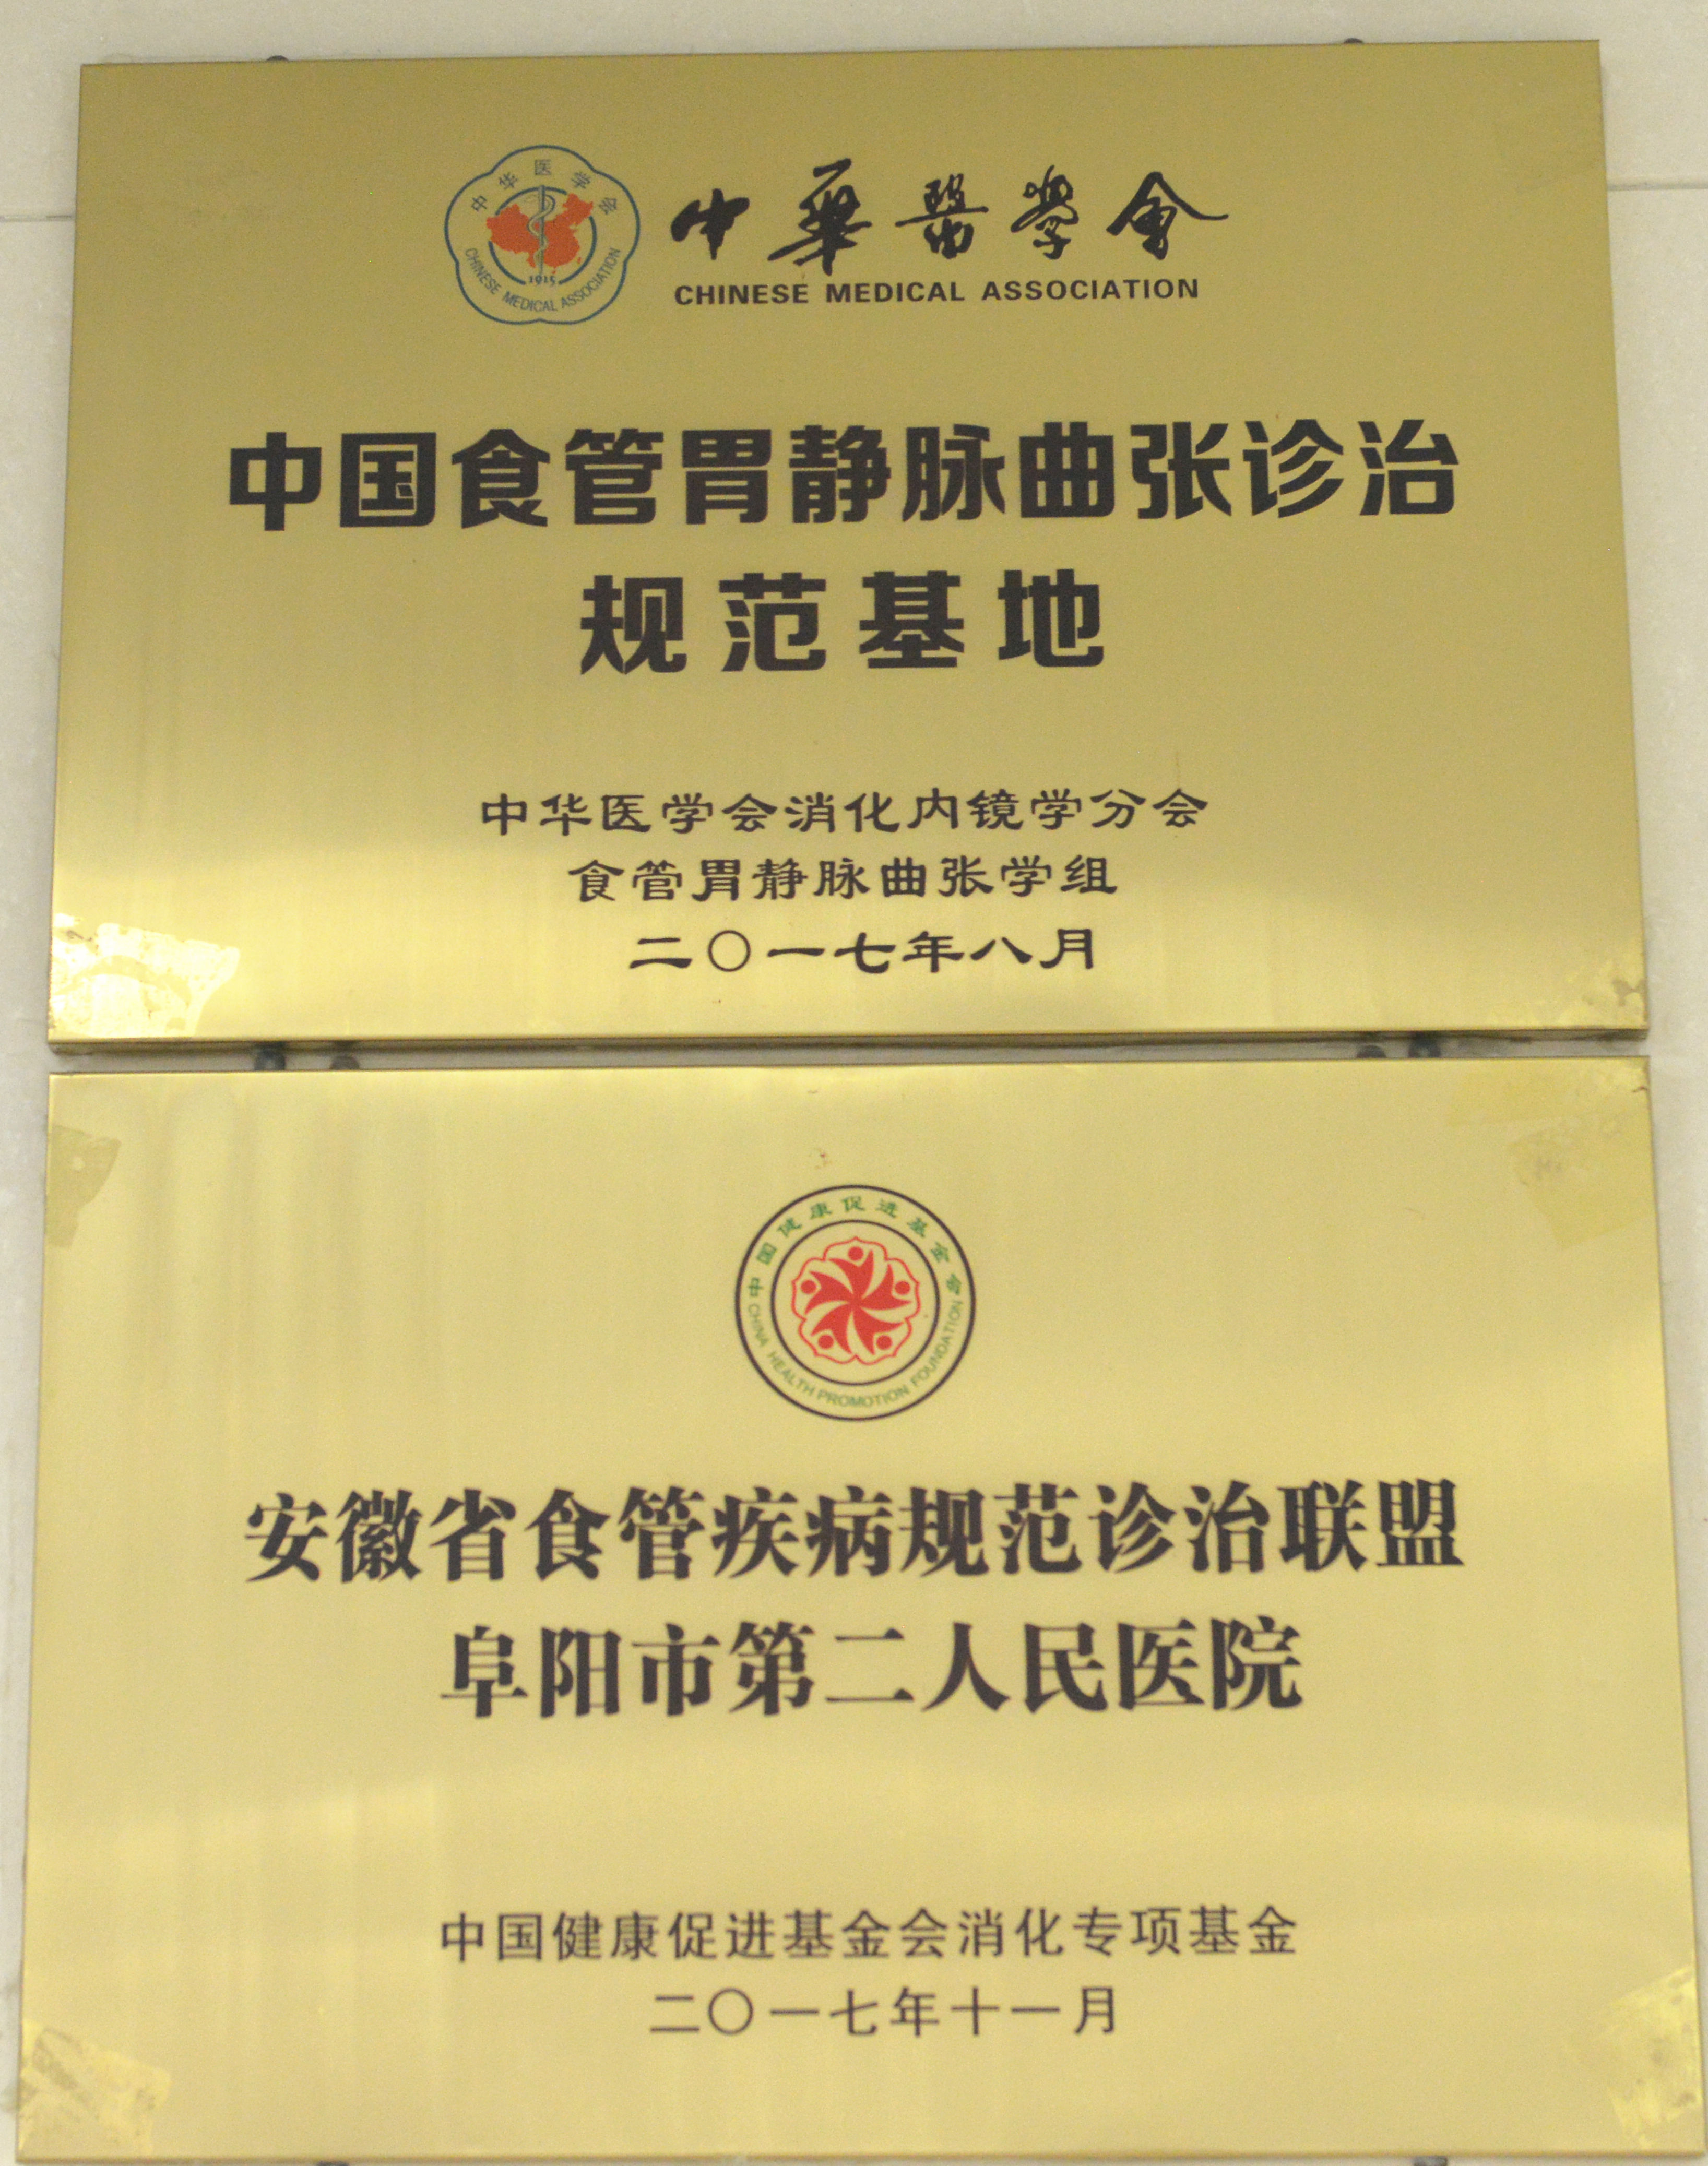 中华医学会
CHINESE MEDICAL ASSOCIATION
1915
中華醫學會
CHINESE MEDICAL ASSOCIATION
中国食管胃静脉曲张诊治
规范基地
中华医学会消化内镜学分会
食管胃静脉曲张学组
二〇一七年八月
中国健康促进基金会
CHINA HEALTH PROMOTION FOUNDATION
安徽省食管疾病规范诊治联盟
阜阳市第二人民医院
中国健康促进基金会消化专项基金
二〇一七年十一月